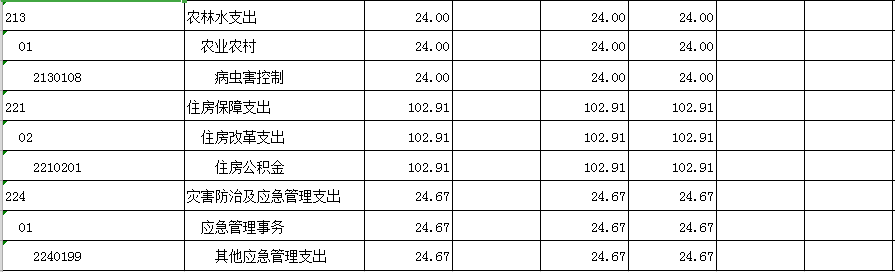 213 农林水支出 24.00 24.00 24.00
01 农业农村 24.00 24.00 24.00
2130108 病虫害控制 24.00 24.00 24.00
221 住房保障支出 102.91 102.91 102.91
02 住房改革支出 102.91 102.91 102.91
2210201 住房公积金 102.91 102.91 102.91
224 灾害防治及应急管理支出 24.67 24.67 24.67
01 应急管理事务 24.67 24.67 24.67
2240199 其他应急管理支出 24.67 24.67 24.67